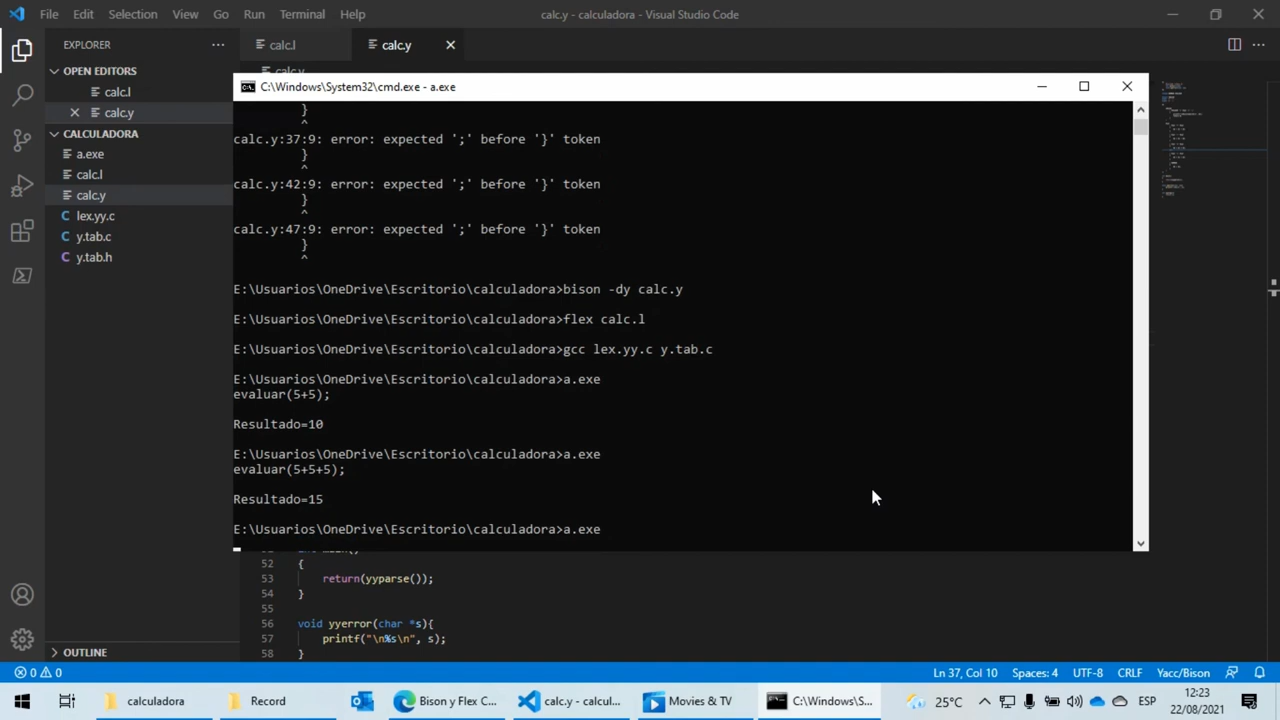 File Edit Selection View Go Run Terminal Help
calc.y - calculadora - Visual Studio Code
EXPLORER
calc.l
calc.y
OPEN EDITORS
calc.l
calc.y
CALCULADORA
a.exe
calc.l
calc.y
lex.yy.c
y.tab.c
y.tab.h
OUTLINE
calc.y
C:\Windows\System32\cmd.exe - a.exe
}
^
calc.y:37:9: error: expected ';' before '}' token
}
^
calc.y:42:9: error: expected ';' before '}' token
}
^
calc.y:47:9: error: expected ';' before '}' token
}
^
E:\Usuarios\OneDrive\Escritorio\calculadora>bison -dy calc.y
E:\Usuarios\OneDrive\Escritorio\calculadora>flex calc.l
E:\Usuarios\OneDrive\Escritorio\calculadora>gcc lex.yy.c y.tab.c
E:\Usuarios\OneDrive\Escritorio\calculadora>a.exe
evaluar(5+5);
Resultado=10
E:\Usuarios\OneDrive\Escritorio\calculadora>a.exe
evaluar(5+5+5);
Resultado=15
E:\Usuarios\OneDrive\Escritorio\calculadora>a.exe
52 {
53 return(yyparse());
54 }
55
56 void yyerror(char *s){
57 printf("\n%s\n", s);
58 }
0 0
Ln 37, Col 10 Spaces: 4 UTF-8 CRLF Yacc/Bison
calculadora
Record
Bison y Flex C...
calc.y - calcul...
Movies & TV
C:\Windows\S...
25°C
ESP
12:23
22/08/2021